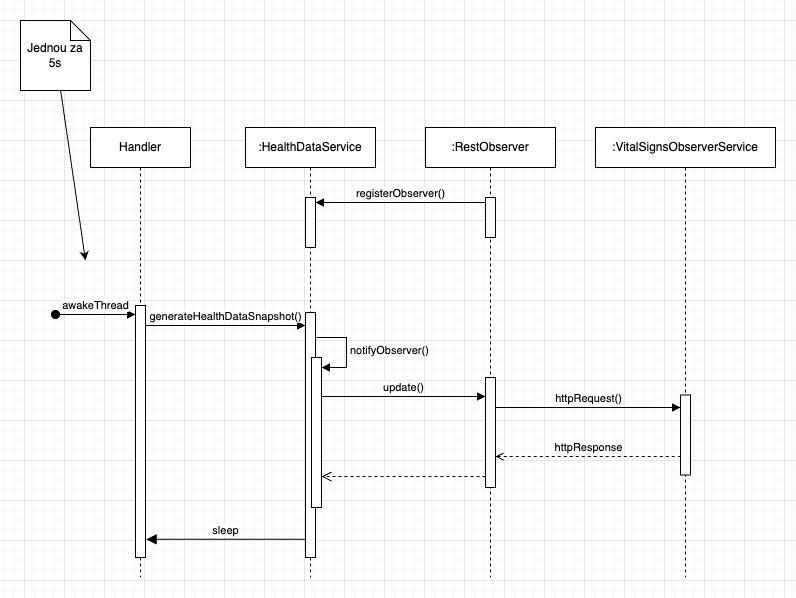 Jednou za
5s
Handler
:HealthDataService
:RestObserver
:VitalSignsObserverService
registerObserver()
awakeThread
generateHealthDataSnapshot()
notifyObserver()
update()
httpRequest()
httpResponse
sleep